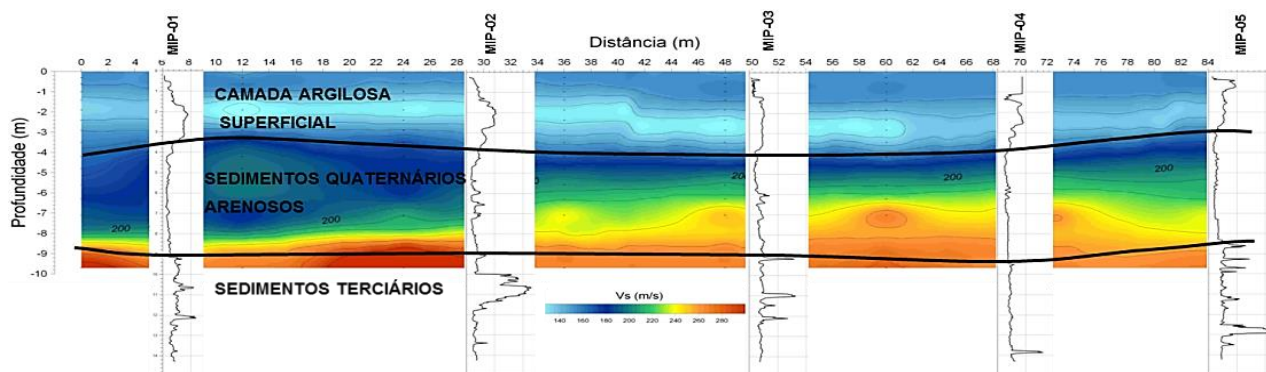 MIP-01
MIP-02
MIP-03
MIP-04
MIP-05
Distância (m)
0 2 4 6 8 10 12 14 16 18 20 22 24 26 28 30 32 34 36 38 40 42 44 46 48 50 52 54 56 58 60 62 64 66 68 70 72 74 76 78 80 82 84
Profundidade (m)
0
-1
-2
-3
-4
-5
-6
-7
-8
-9
-10
CAMADA ARGILOSA
SUPERFICIAL
SEDIMENTOS QUATERNÁRIOS
ARENOSOS
200
200
200
200
SEDIMENTOS TERCIÁRIOS
Vs (m/s)
140 160 180 200 220 240 260 280